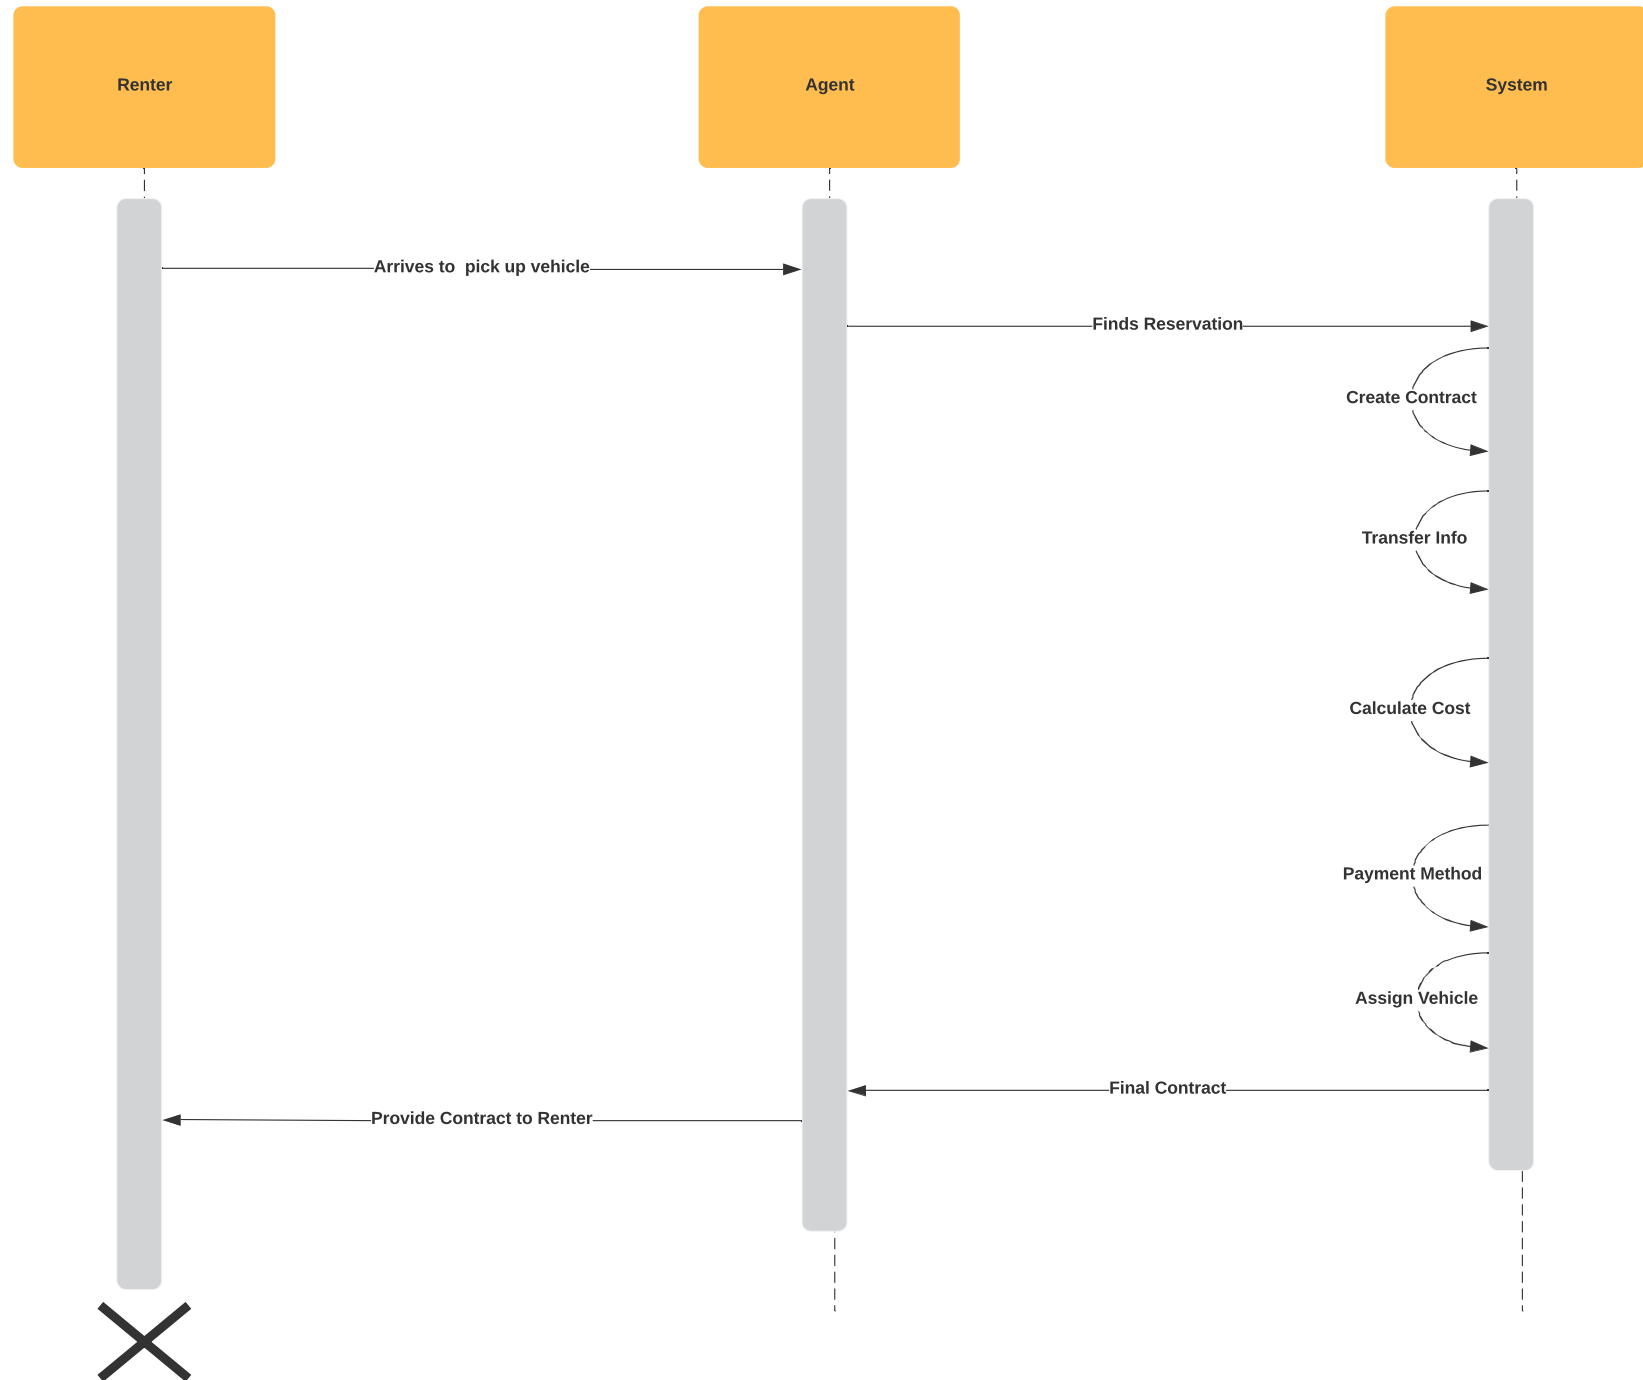 Renter
Agent
System
Arrives to  pick up vehicle
Finds Reservation
Create Contract
Transfer Info
Calculate Cost
Payment Method
Assign Vehicle
Final Contract
Provide Contract to Renter